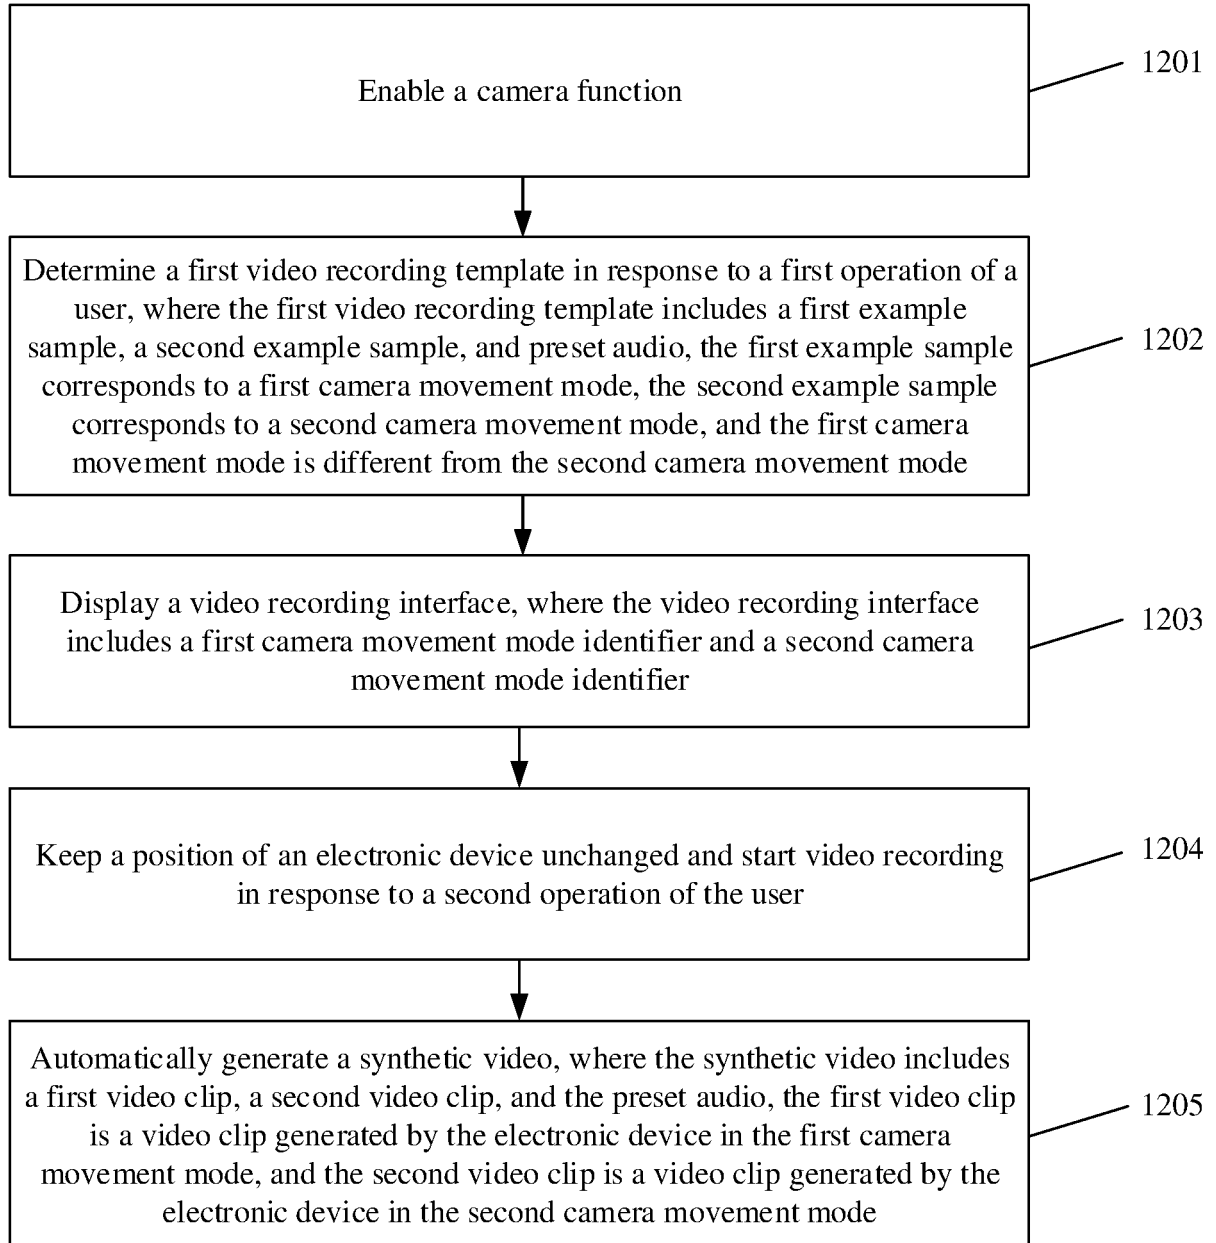 Enable a camera function
1201
Determine a first video recording template in response to a first operation of a
user, where the first video recording template includes a first example
sample, a second example sample, and preset audio, the first example sample
corresponds to a first camera movement mode, the second example sample
corresponds to a second camera movement mode, and the first camera
movement mode is different from the second camera movement mode
1202
Display a video recording interface, where the video recording interface
includes a first camera movement mode identifier and a second camera
movement mode identifier
1203
Keep a position of an electronic device unchanged and start video recording
in response to a second operation of the user
1204
Automatically generate a synthetic video, where the synthetic video includes
a first video clip, a second video clip, and the preset audio, the first video clip
is a video clip generated by the electronic device in the first camera
movement mode, and the second video clip is a video clip generated by the
electronic device in the second camera movement mode
1205